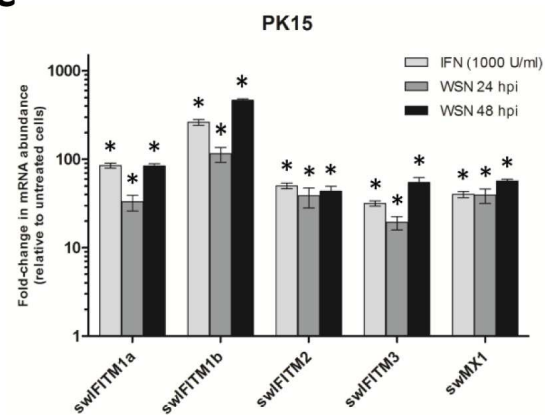 C
PK15
IFN (1000 U/ml)
WSN 24 hpi
WSN 48 hpi
Fold-change in mRNA abundance
(relative to untreated cells)
1000
100
10
1
* * * * * * * * * * * * * * *
swIFITM1a
swIFITM1b
swIFITM2
swIFITM3
swMX1